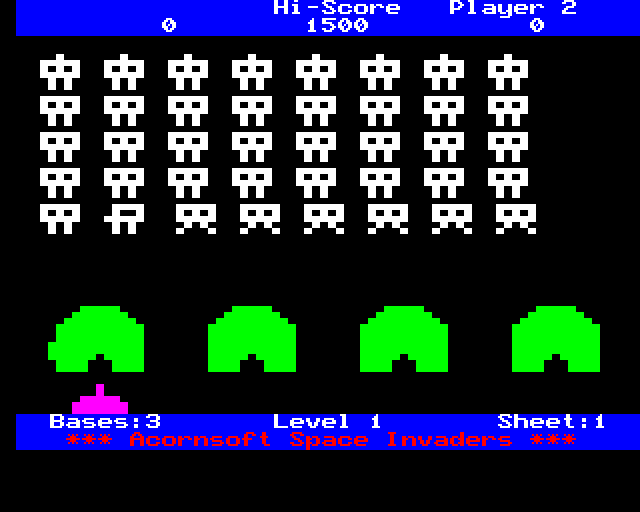 Hi-Score Player 2
0 1500 0
Bases:3 Level 1 Sheet:1
*** Acornsoft Space Invaders ***